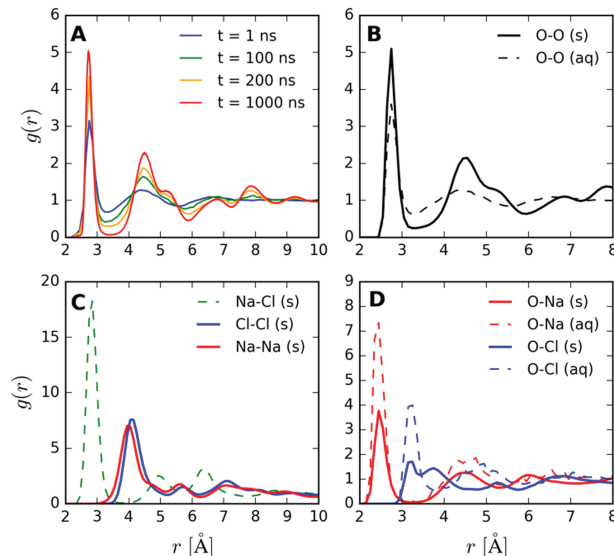 A
t = 1 ns
t = 100 ns
t = 200 ns
t = 1000 ns
g(r)
6
5
4
3
2
1
0
2 3 4 5 6 7 8 9 10
B
O-O (s)
O-O (aq)
6
5
4
3
2
1
0
2 3 4 5 6 7 8
C
Na-Cl (s)
Cl-Cl (s)
Na-Na (s)
g(r)
20
15
10
5
0
2 3 4 5 6 7 8 9 10
r [Å]
D
O-Na (s)
O-Na (aq)
O-Cl (s)
O-Cl (aq)
9
8
7
6
5
4
3
2
1
0
2 3 4 5 6 7 8
r [Å]